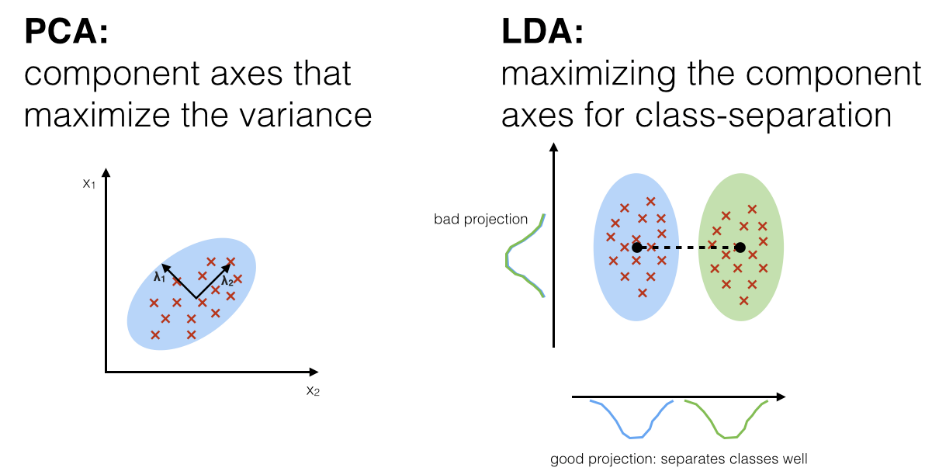 PCA:
component axes that
maximize the variance
x₁
λ₁
λ₂
x₂
LDA:
maximizing the component
axes for class-separation
bad projection
good projection: separates classes well